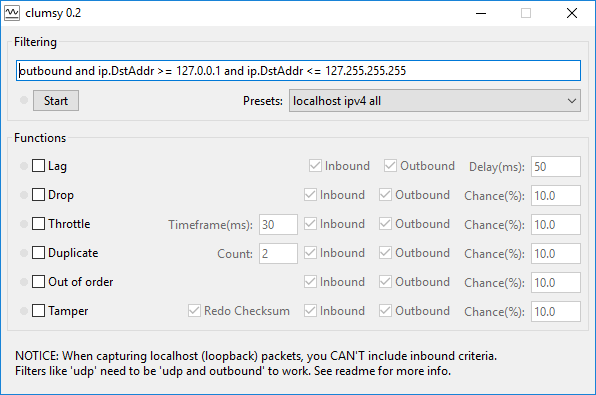 clumsy 0.2
Filtering
outbound and ip.DstAddr >= 127.0.0.1 and ip.DstAddr <= 127.255.255.255
Start Presets: localhost ipv4 all
Functions
Lag Inbound Outbound Delay(ms): 50
Drop Inbound Outbound Chance(%): 10.0
Throttle Timeframe(ms): 30 Inbound Outbound Chance(%): 10.0
Duplicate Count: 2 Inbound Outbound Chance(%): 10.0
Out of order Inbound Outbound Chance(%): 10.0
Tamper Redo Checksum Inbound Outbound Chance(%): 10.0
NOTICE: When capturing localhost (loopback) packets, you CAN'T include inbound criteria.
Filters like 'udp' need to be 'udp and outbound' to work. See readme for more info.